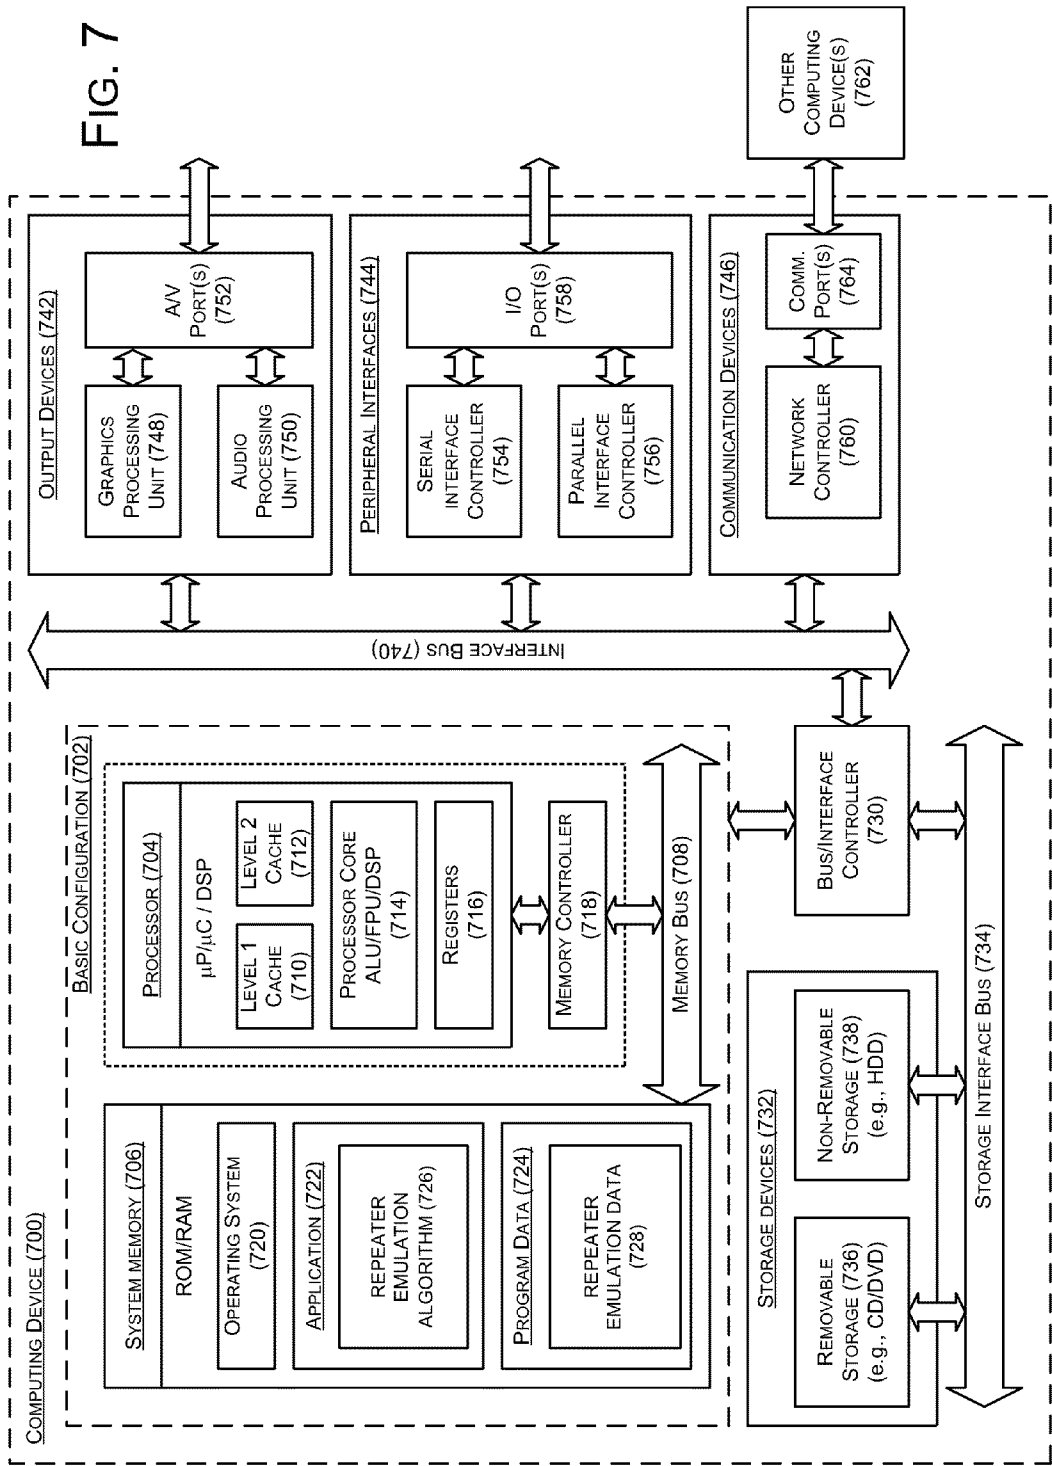 FIG. 7
COMPUTING DEVICE (700)
BASIC CONFIGURATION (702)
SYSTEM MEMORY (706)
ROM/RAM
OPERATING SYSTEM
(720)
APPLICATION (722)
REPEATER
EMULATION
ALGORITHM (726)
PROGRAM DATA (724)
REPEATER
EMULATION DATA
(728)
PROCESSOR (704)
µP/µC / DSP
LEVEL 1
CACHE
(710)
LEVEL 2
CACHE
(712)
PROCESSOR CORE
ALU/FPU/DSP
(714)
REGISTERS
(716)
MEMORY CONTROLLER
(718)
MEMORY BUS (708)
INTERFACE BUS (740)
OUTPUT DEVICES (742)
GRAPHICS
PROCESSING
UNIT (748)
AUDIO
PROCESSING
UNIT (750)
A/V
PORT(S)
(752)
PERIPHERAL INTERFACES (744)
SERIAL
INTERFACE
CONTROLLER
(754)
PARALLEL
INTERFACE
CONTROLLER
(756)
I/O
PORT(S)
(758)
COMMUNICATION DEVICES (746)
NETWORK
CONTROLLER
(760)
COMM.
PORT(S)
(764)
OTHER
COMPUTING
DEVICE(S)
(762)
BUS/INTERFACE
CONTROLLER
(730)
STORAGE DEVICES (732)
REMOVABLE
STORAGE (736)
(e.g., CD/DVD)
NON-REMOVABLE
STORAGE (738)
(e.g., HDD)
STORAGE INTERFACE BUS (734)